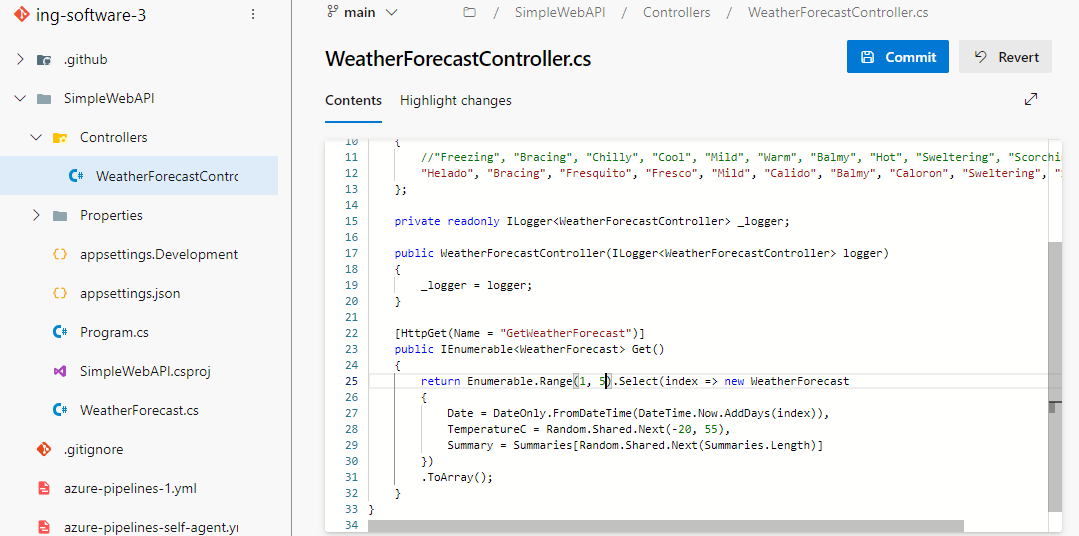 ing-software-3
.github
SimpleWebAPI
Controllers
WeatherForecastContro
Properties
appsettings.Development
appsettings.json
Program.cs
SimpleWebAPI.csproj
WeatherForecast.cs
.gitignore
azure-pipelines-1.yml
azure-pipelines-self-agent.yr
main / SimpleWebAPI / Controllers / WeatherForecastController.cs
WeatherForecastController.cs
Commit
Revert
Contents Highlight changes
10 {
11 //"Freezing", "Bracing", "Chilly", "Cool", "Mild", "Warm", "Balmy", "Hot", "Sweltering", "Scorchi
12 "Helado", "Bracing", "Fresquito", "Fresco", "Mild", "Calido", "Balmy", "Caloron", "Sweltering", "
13 };
14
15 private readonly ILogger<WeatherForecastController> _logger;
16
17 public WeatherForecastController(ILogger<WeatherForecastController> logger)
18 {
19 _logger = logger;
20 }
21
22 [HttpGet(Name = "GetWeatherForecast")]
23 public IEnumerable<WeatherForecast> Get()
24 {
25 return Enumerable.Range(1, 5).Select(index => new WeatherForecast
26 {
27 Date = DateOnly.FromDateTime(DateTime.Now.AddDays(index)),
28 TemperatureC = Random.Shared.Next(-20, 55),
29 Summary = Summaries[Random.Shared.Next(Summaries.Length)]
30 })
31 .ToArray();
32 }
33 }
34